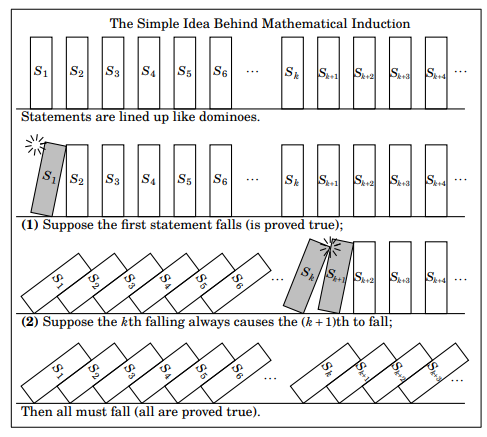 The Simple Idea Behind Mathematical Induction
S₁ S₂ S₃ S₄ S₅ S₆ ··· Sₖ Sₖ₊₁ Sₖ₊₂ Sₖ₊₃ Sₖ₊₄ ···
Statements are lined up like dominoes.
S₁ S₂ S₃ S₄ S₅ S₆ ··· Sₖ Sₖ₊₁ Sₖ₊₂ Sₖ₊₃ Sₖ₊₄ ···
(1) Suppose the first statement falls (is proved true);
S₁ S₂ S₃ S₄ S₅ S₆ ··· Sₖ Sₖ₊₁ Sₖ₊₂ Sₖ₊₃ Sₖ₊₄ ···
(2) Suppose the kth falling always causes the (k+1)th to fall;
S₁ S₂ S₃ S₄ S₅ S₆ ··· Sₖ Sₖ₊₁ Sₖ₊₂ Sₖ₊₃ ···
Then all must fall (all are proved true).